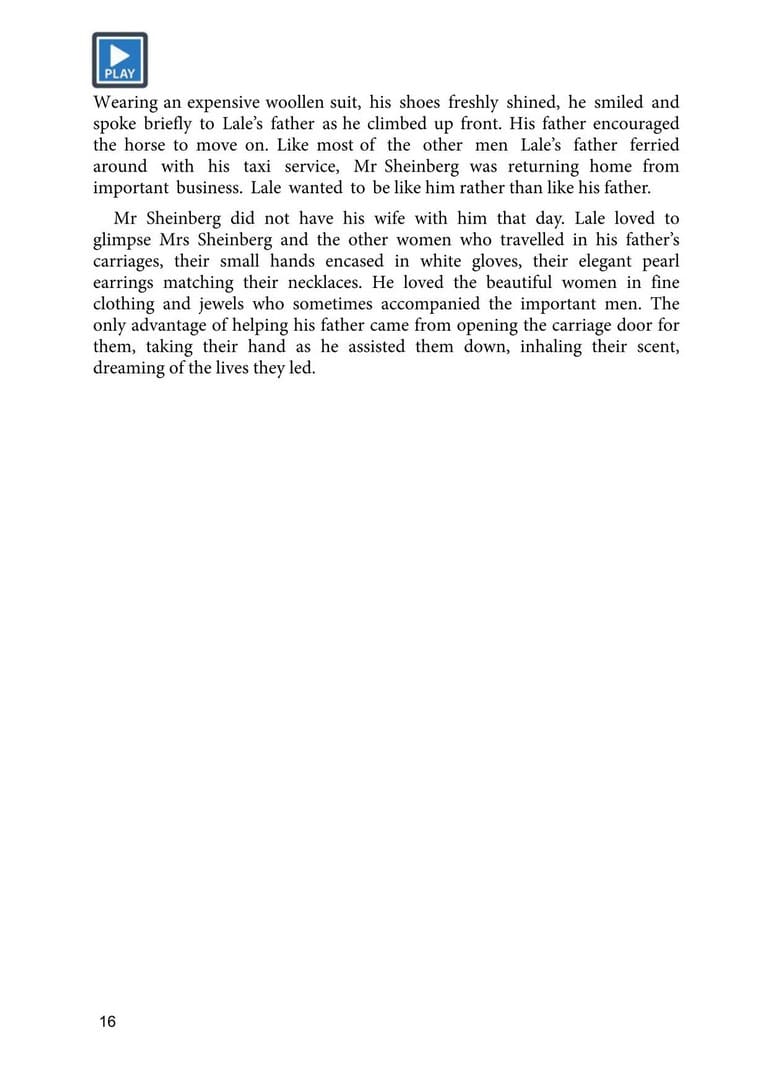 PLAY
Wearing an expensive woollen suit, his shoes freshly shined, he smiled and
spoke briefly to Lale’s father as he climbed up front. His father encouraged
the horse to move on. Like most of the other men Lale’s father ferried
around with his taxi service, Mr Sheinberg was returning home from
important business. Lale wanted to be like him rather than like his father.
Mr Sheinberg did not have his wife with him that day. Lale loved to
glimpse Mrs Sheinberg and the other women who travelled in his father’s
carriages, their small hands encased in white gloves, their elegant pearl
earrings matching their necklaces. He loved the beautiful women in fine
clothing and jewels who sometimes accompanied the important men. The
only advantage of helping his father came from opening the carriage door for
them, taking their hand as he assisted them down, inhaling their scent,
dreaming of the lives they led.
16